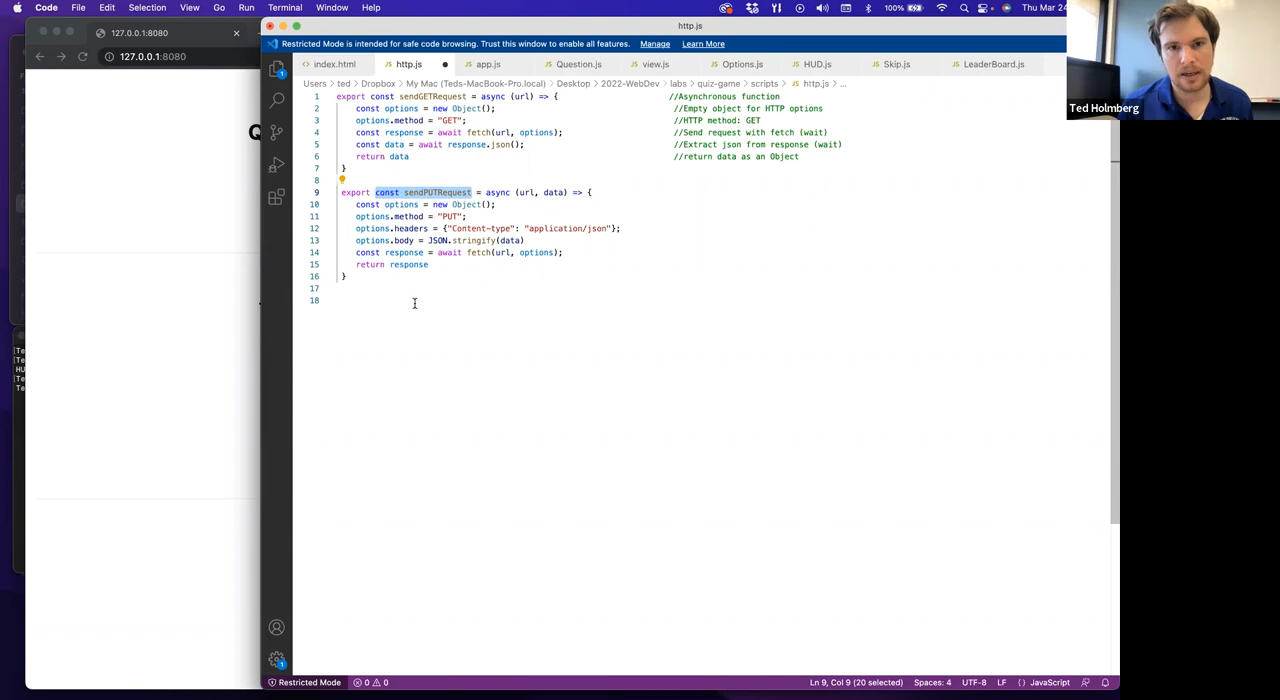 Code File Edit Selection View Go Run Terminal Window Help 100% Thu Mar 24
127.0.0.1:8080
127.0.0.1:8080
http.js
Restricted Mode is intended for safe code browsing. Trust this window to enable all features. Manage Learn More
index.html http.js app.js Question.js view.js Options.js HUD.js Skip.js LeaderBoard.js
Users > ted > Dropbox > My Mac (Teds-MacBook-Pro.local) > Desktop > 2022-WebDev > labs > quiz-game > scripts > JS http.js > ...
1 export const sendGETRequest = async (url) => { //Asynchronous function
2 const options = new Object(); //Empty object for HTTP options
3 options.method = "GET"; //HTTP method: GET
4 const response = await fetch(url, options); //Send request with fetch (wait)
5 const data = await response.json(); //Extract json from response (wait)
6 return data //return data as an Object
7 }
8
9 export const sendPUTRequest = async (url, data) => {
10 const options = new Object();
11 options.method = "PUT";
12 options.headers = {"Content-type": "application/json"};
13 options.body = JSON.stringify(data)
14 const response = await fetch(url, options);
15 return response
16 }
17
18
Ted Holmberg
Restricted Mode 0 0 Ln 9, Col 9 (20 selected) Spaces: 4 UTF-8 LF {} JavaScript